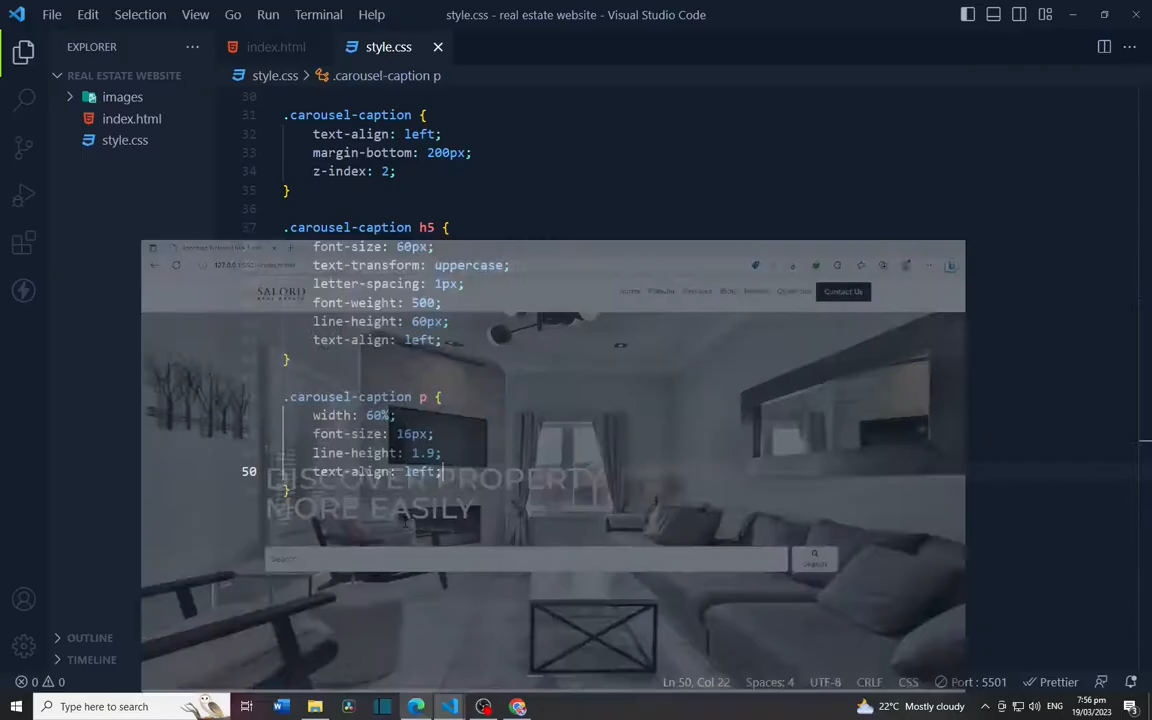 File Edit Selection View Go Run Terminal Help
style.css - real estate website - Visual Studio Code
EXPLORER
index.html
style.css
REAL ESTATE WEBSITE
images
index.html
style.css
style.css > .carousel-caption p
30
31 .carousel-caption {
32 text-align: left;
33 margin-bottom: 200px;
34 z-index: 2;
35 }
36
37 .carousel-caption h5 {
font-size: 60px;
text-transform: uppercase;
letter-spacing: 1px;
font-weight: 500;
line-height: 60px;
text-align: left;
}
.carousel-caption p {
width: 60%;
font-size: 16px;
line-height: 1.9;
50 text-align: left;
}
SALORD
Contact Us
DISCOVER PROPERTY
MORE EASILY
Search
OUTLINE
TIMELINE
0 0
Ln 50, Col 22 Spaces: 4 UTF-8 CRLF CSS Port : 5501 Prettier
Type here to search
22°C Mostly cloudy
ENG
7:56 pm
19/03/2023
3